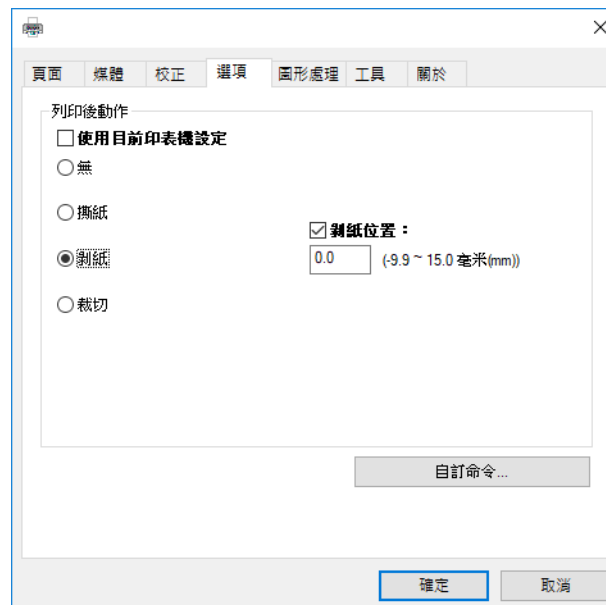 頁面 媒體 校正 選項 圖形處理 工具 關於
列印後動作
使用目前印表機設定
無
撕紙
剝紙位置：
剝紙
0.0 (-9.9 ~ 15.0 毫米(mm))
裁切
自訂命令...
確定 取消